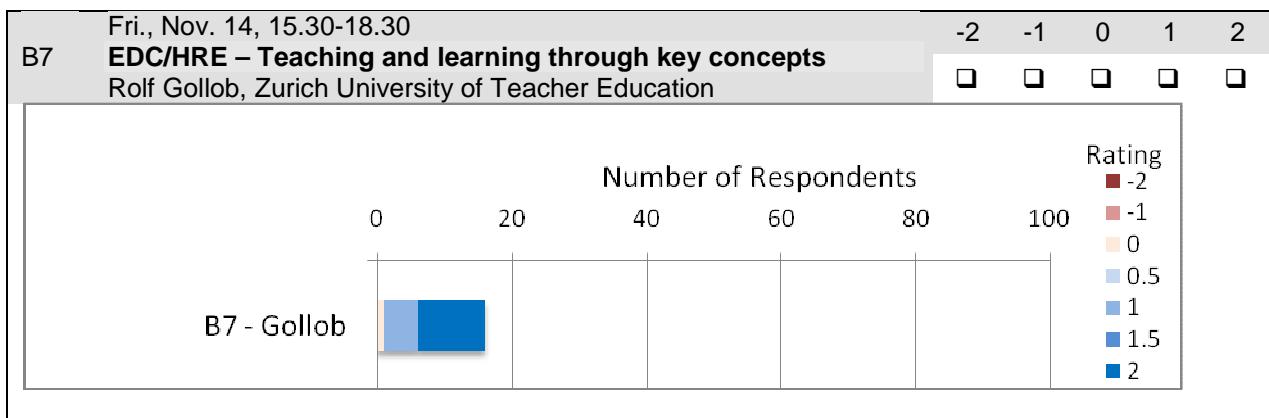 Fri., Nov. 14, 15.30-18.30
-2 -1 0 1 2
B7 EDC/HRE – Teaching and learning through key concepts
Rolf Gollob, Zurich University of Teacher Education ❑ ❑ ❑ ❑ ❑
Number of Respondents
0 20 40 60 80 100
B7 - Gollob
Rating
-2
-1
0
0.5
1
1.5
2